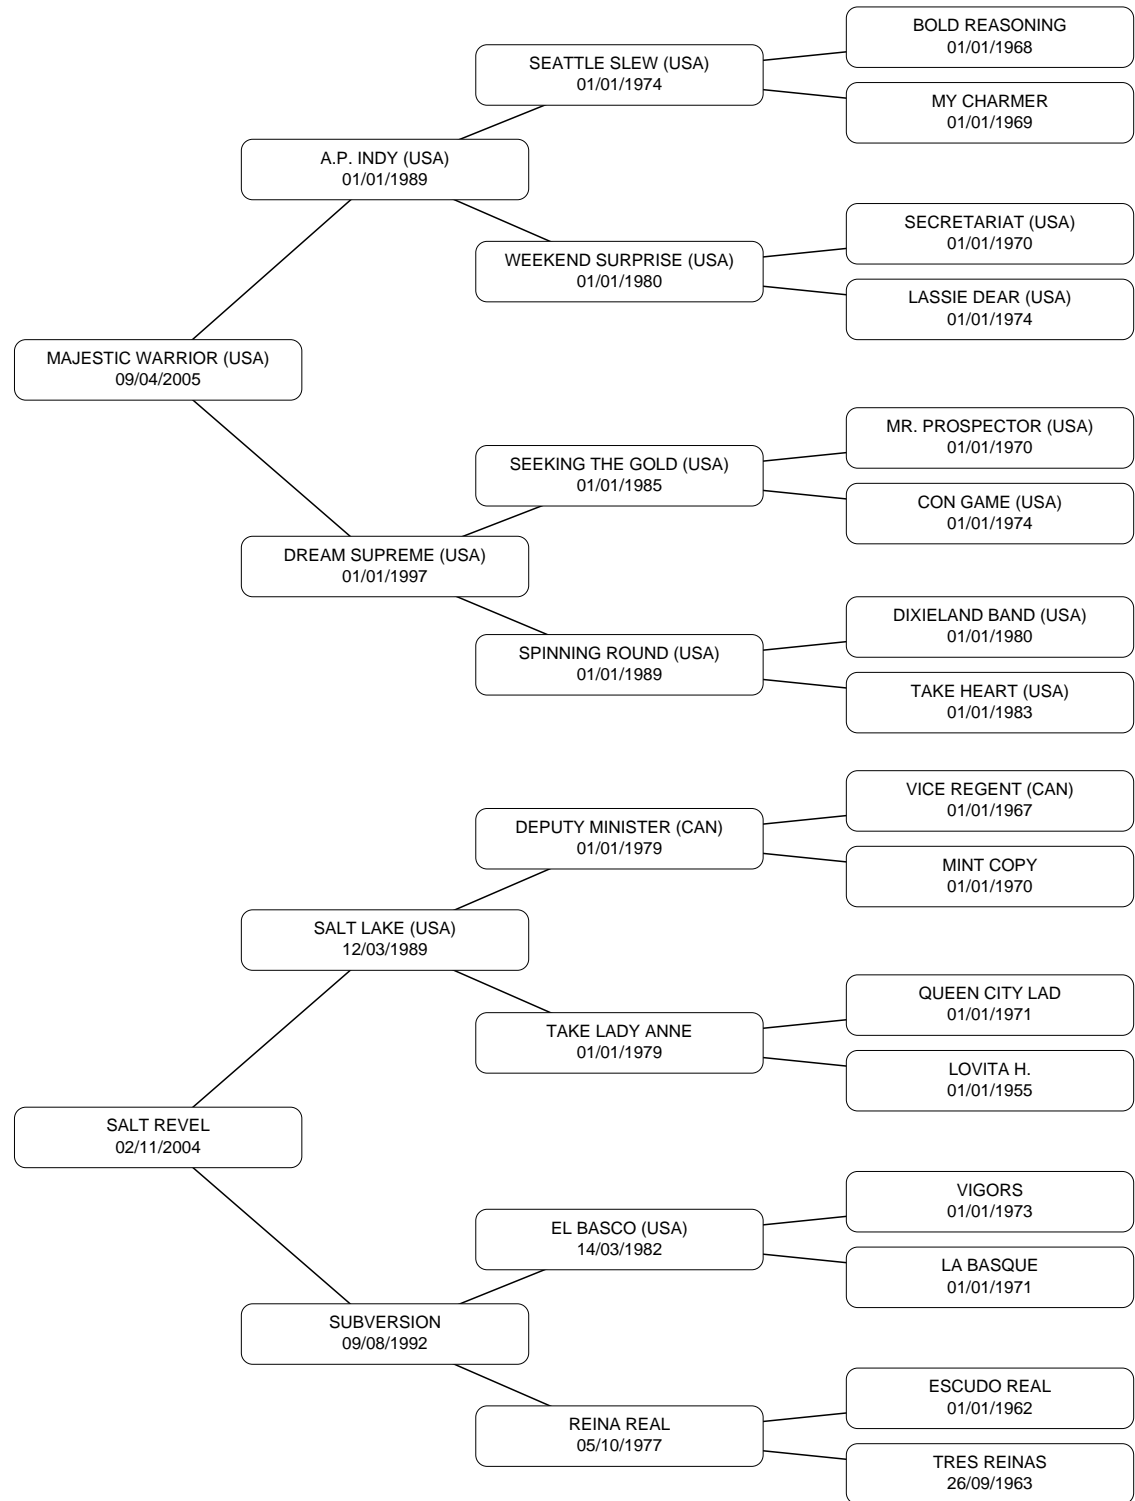 BOLD REASONING
01/01/1968
SEATTLE SLEW (USA)
01/01/1974
MY CHARMER
01/01/1969
A.P. INDY (USA)
01/01/1989
SECRETARIAT (USA)
01/01/1970
WEEKEND SURPRISE (USA)
01/01/1980
LASSIE DEAR (USA)
01/01/1974
MAJESTIC WARRIOR (USA)
09/04/2005
MR. PROSPECTOR (USA)
01/01/1970
SEEKING THE GOLD (USA)
01/01/1985
CON GAME (USA)
01/01/1974
DREAM SUPREME (USA)
01/01/1997
DIXIELAND BAND (USA)
01/01/1980
SPINNING ROUND (USA)
01/01/1989
TAKE HEART (USA)
01/01/1983
VICE REGENT (CAN)
01/01/1967
DEPUTY MINISTER (CAN)
01/01/1979
MINT COPY
01/01/1970
SALT LAKE (USA)
12/03/1989
QUEEN CITY LAD
01/01/1971
TAKE LADY ANNE
01/01/1979
LOVITA H.
01/01/1955
SALT REVEL
02/11/2004
VIGORS
01/01/1973
EL BASCO (USA)
14/03/1982
LA BASQUE
01/01/1971
SUBVERSION
09/08/1992
ESCUDO REAL
01/01/1962
REINA REAL
05/10/1977
TRES REINAS
26/09/1963